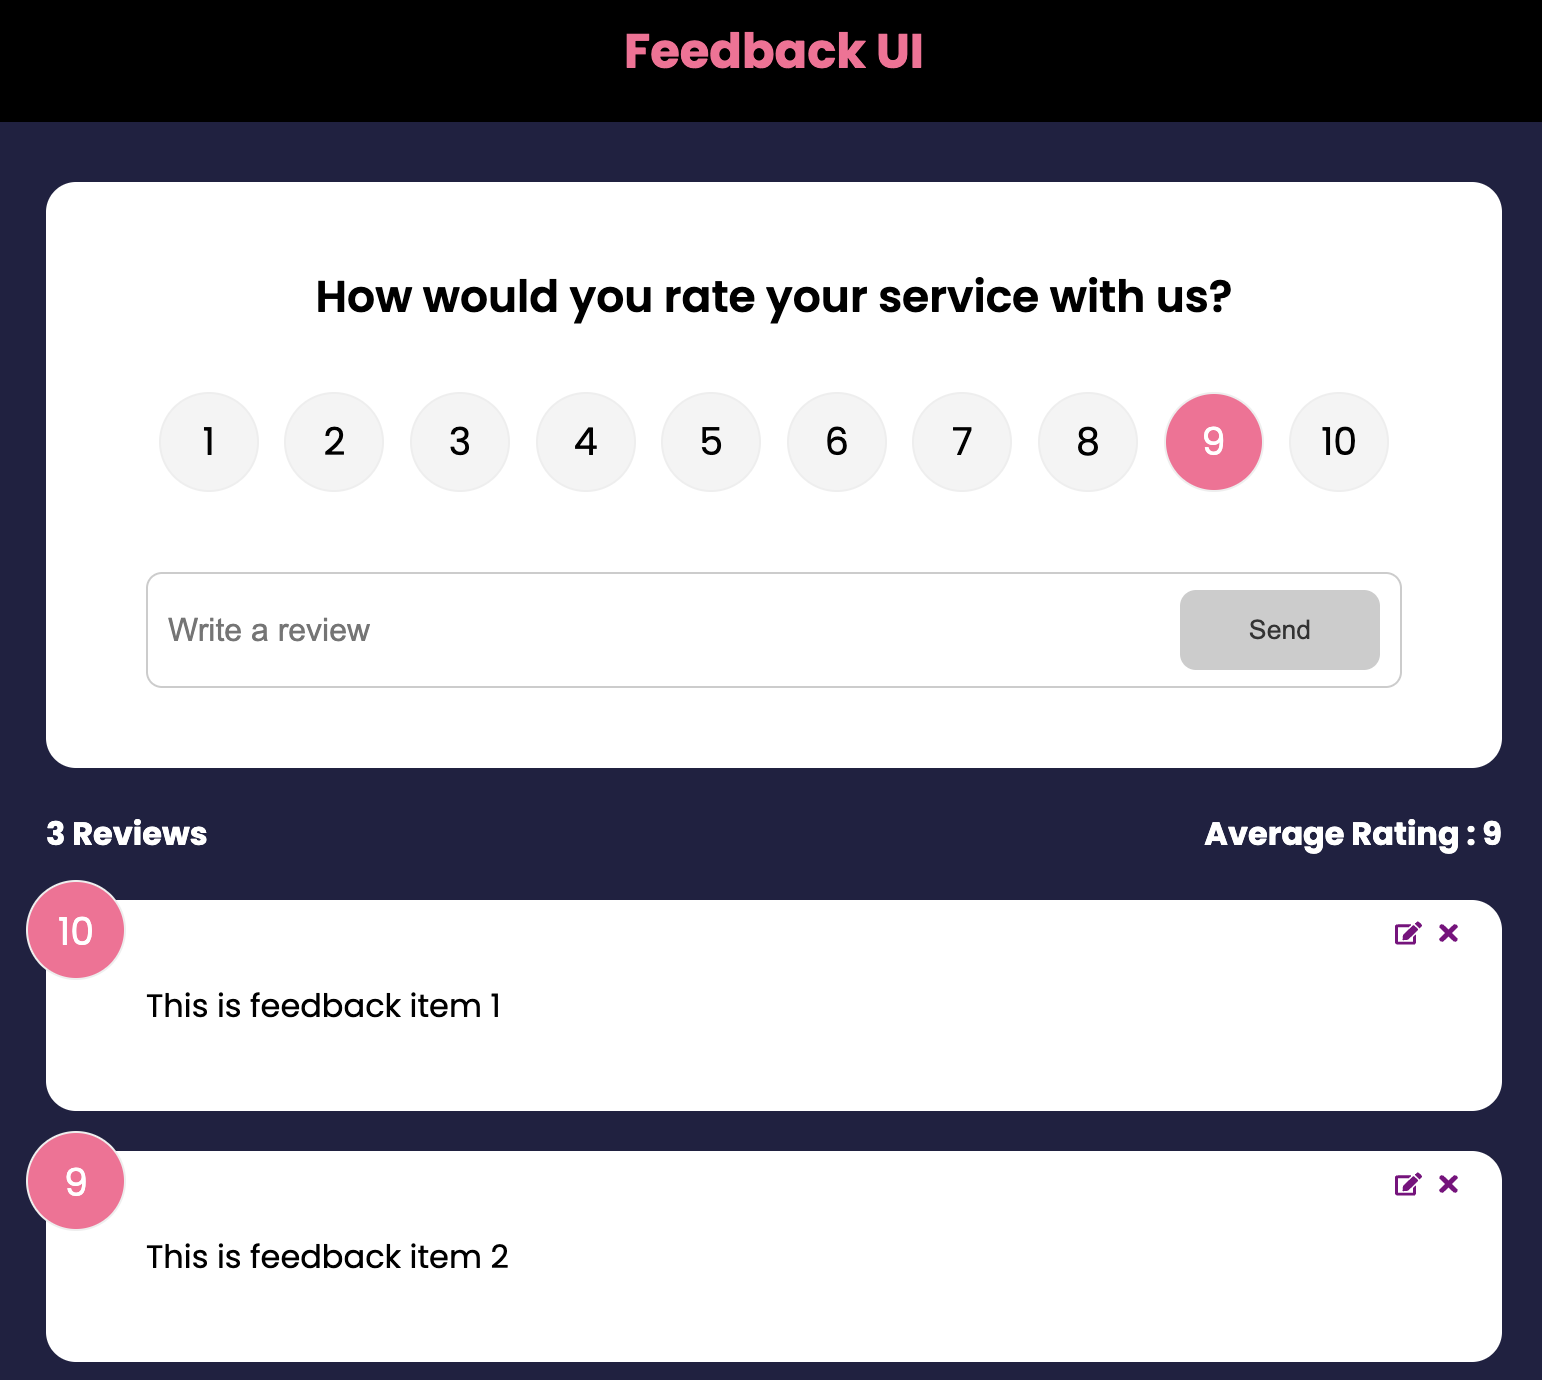 Feedback UI
How would you rate your service with us?
1 2 3 4 5 6 7 8 9 10
Write a review
Send
3 Reviews
Average Rating : 9
10
This is feedback item 1
9
This is feedback item 2